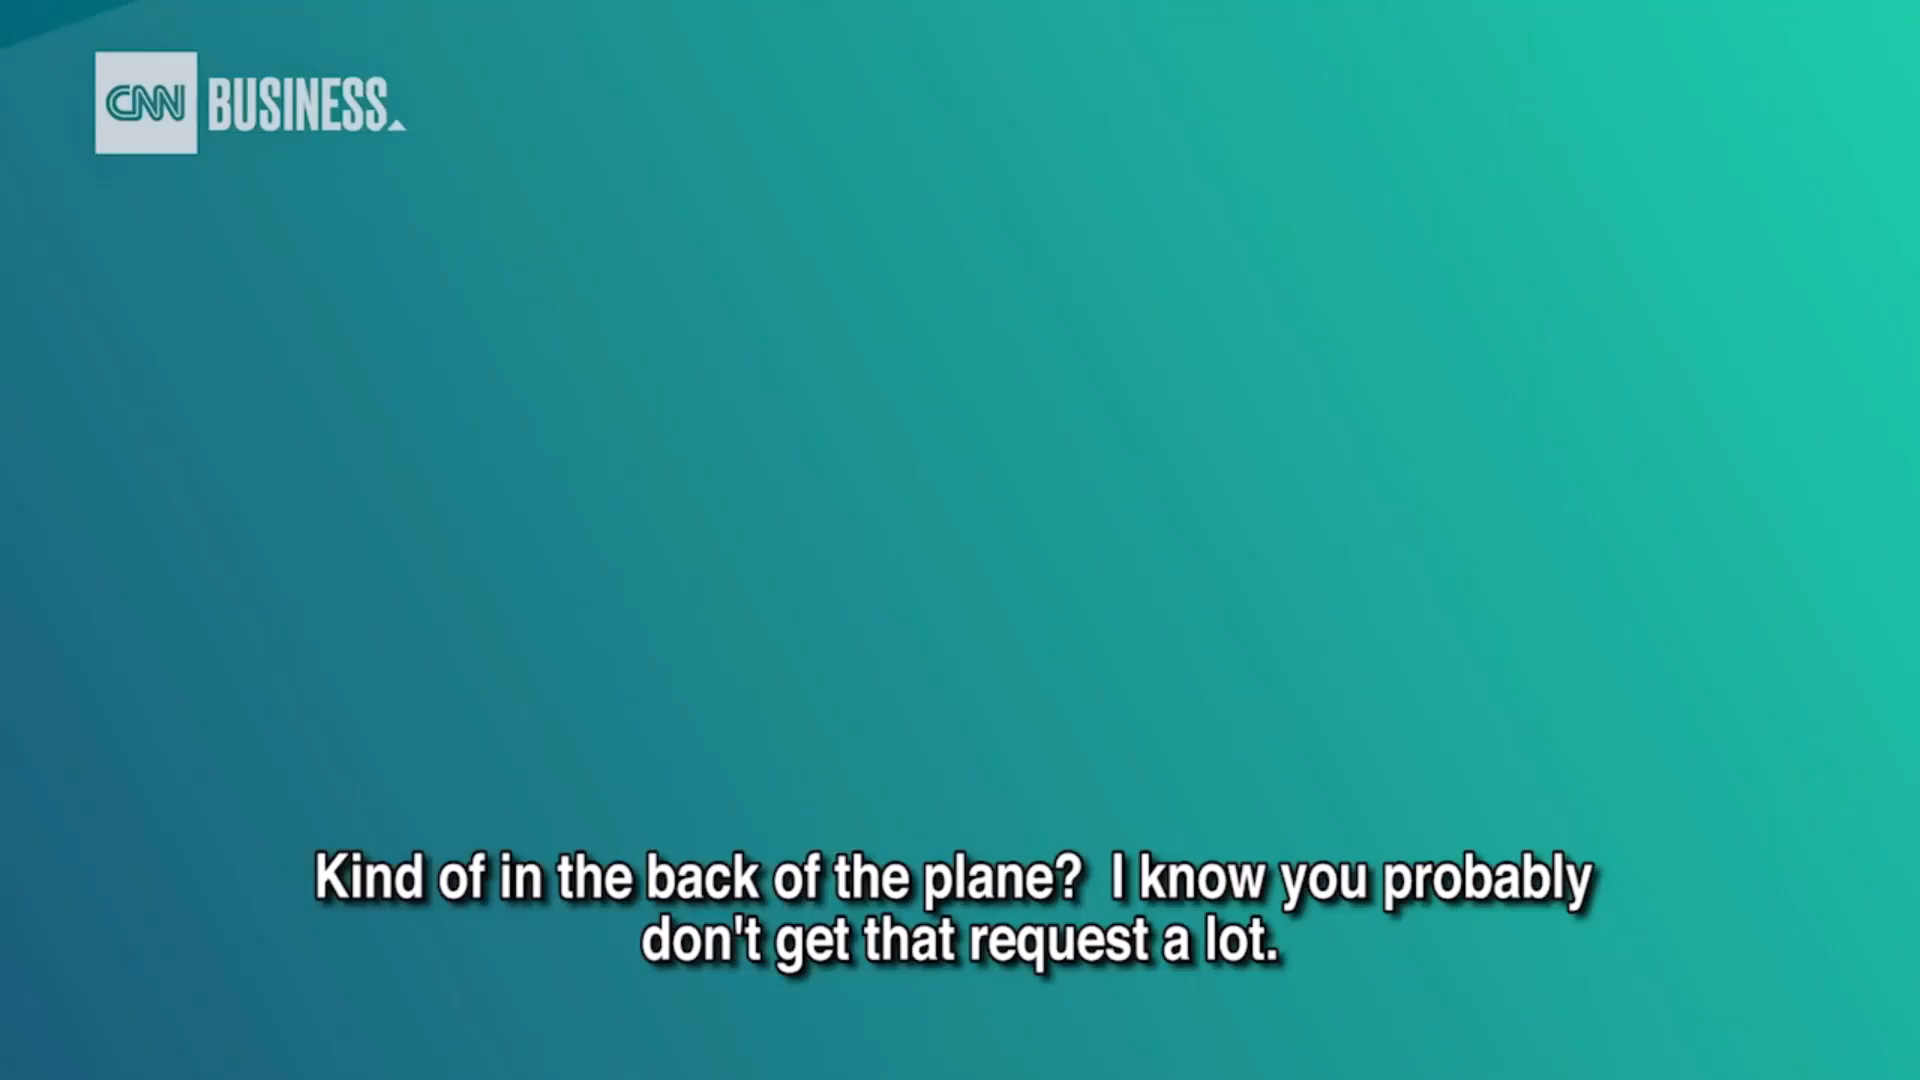 CNN BUSINESS
Kind of in the back of the plane?  I know you probably
don't get that request a lot.